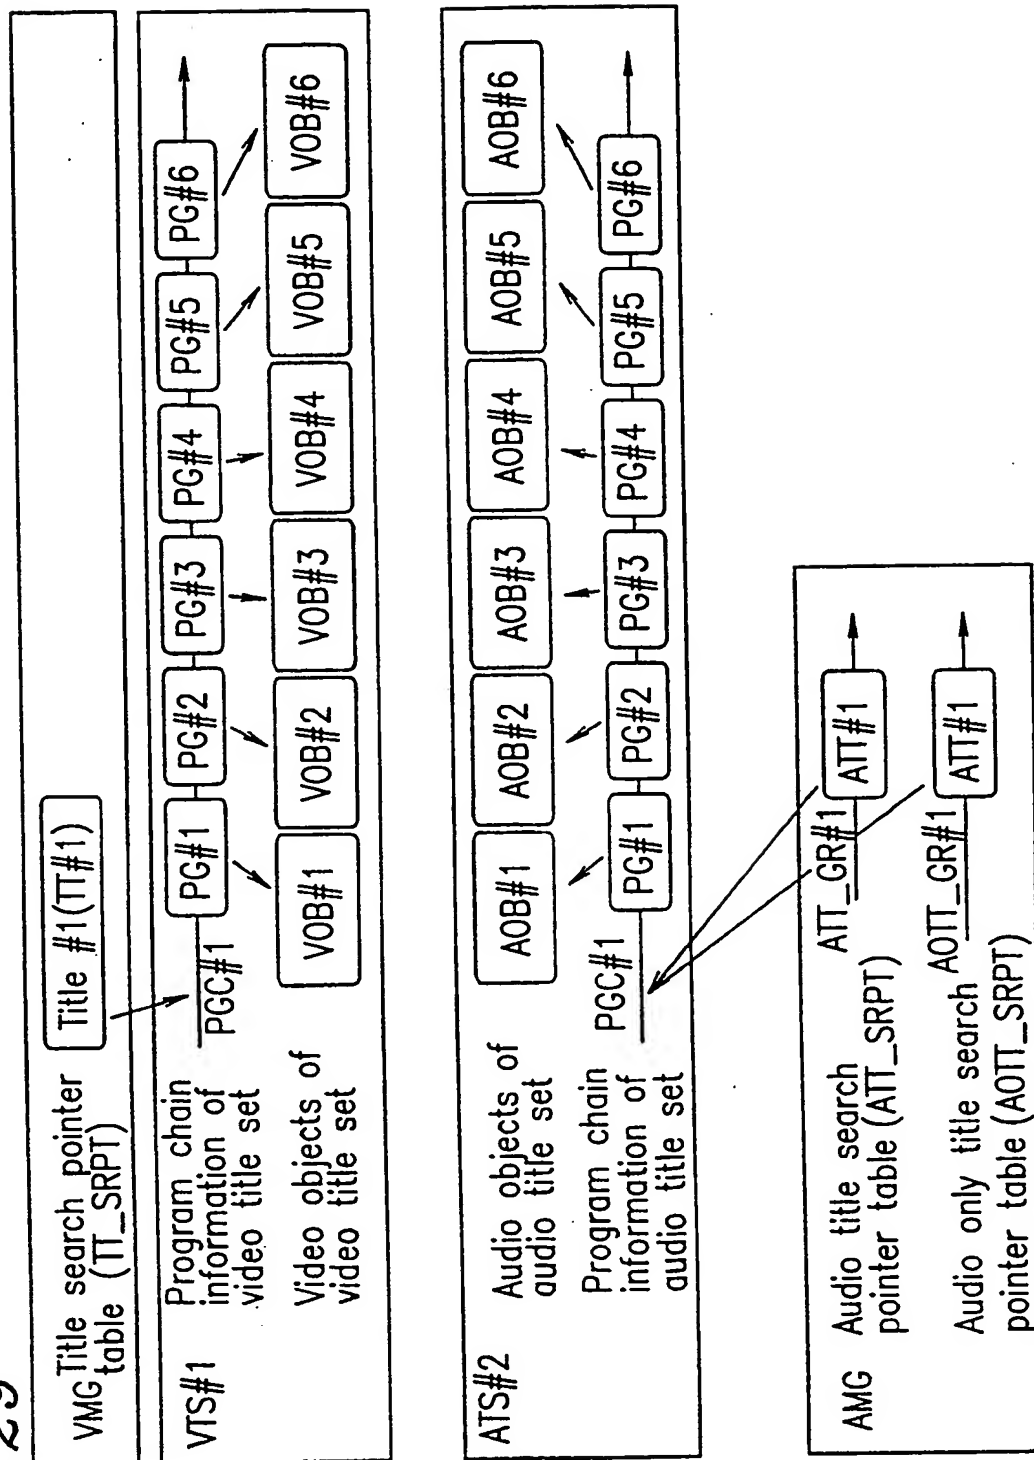 29
VMG
Title search pointer
table (TT_SRPT)
Title #1(TT#1)
VTS#1
Program chain
information of
video title set
PGC#1
PG#1
PG#2
PG#3
PG#4
PG#5
PG#6
Video objects of
video title set
VOB#1
VOB#2
VOB#3
VOB#4
VOB#5
VOB#6
ATS#2
Audio objects of
audio title set
AOB#1
AOB#2
AOB#3
AOB#4
AOB#5
AOB#6
Program chain
information of
audio title set
PGC#1
PG#1
PG#2
PG#3
PG#4
PG#5
PG#6
AMG
Audio title search
pointer table (ATT_SRPT)
ATT_GR#1
ATT#1
Audio only title search
pointer table (AOTT_SRPT)
AOTT_GR#1
ATT#1